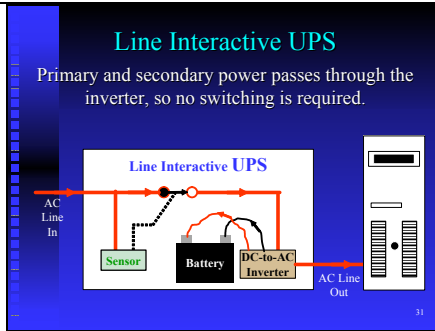 Line Interactive UPS
Primary and secondary power passes through the
inverter, so no switching is required.
Line Interactive UPS
AC
Line
In
Sensor
Battery
DC-to-AC
Inverter
AC Line
Out
31